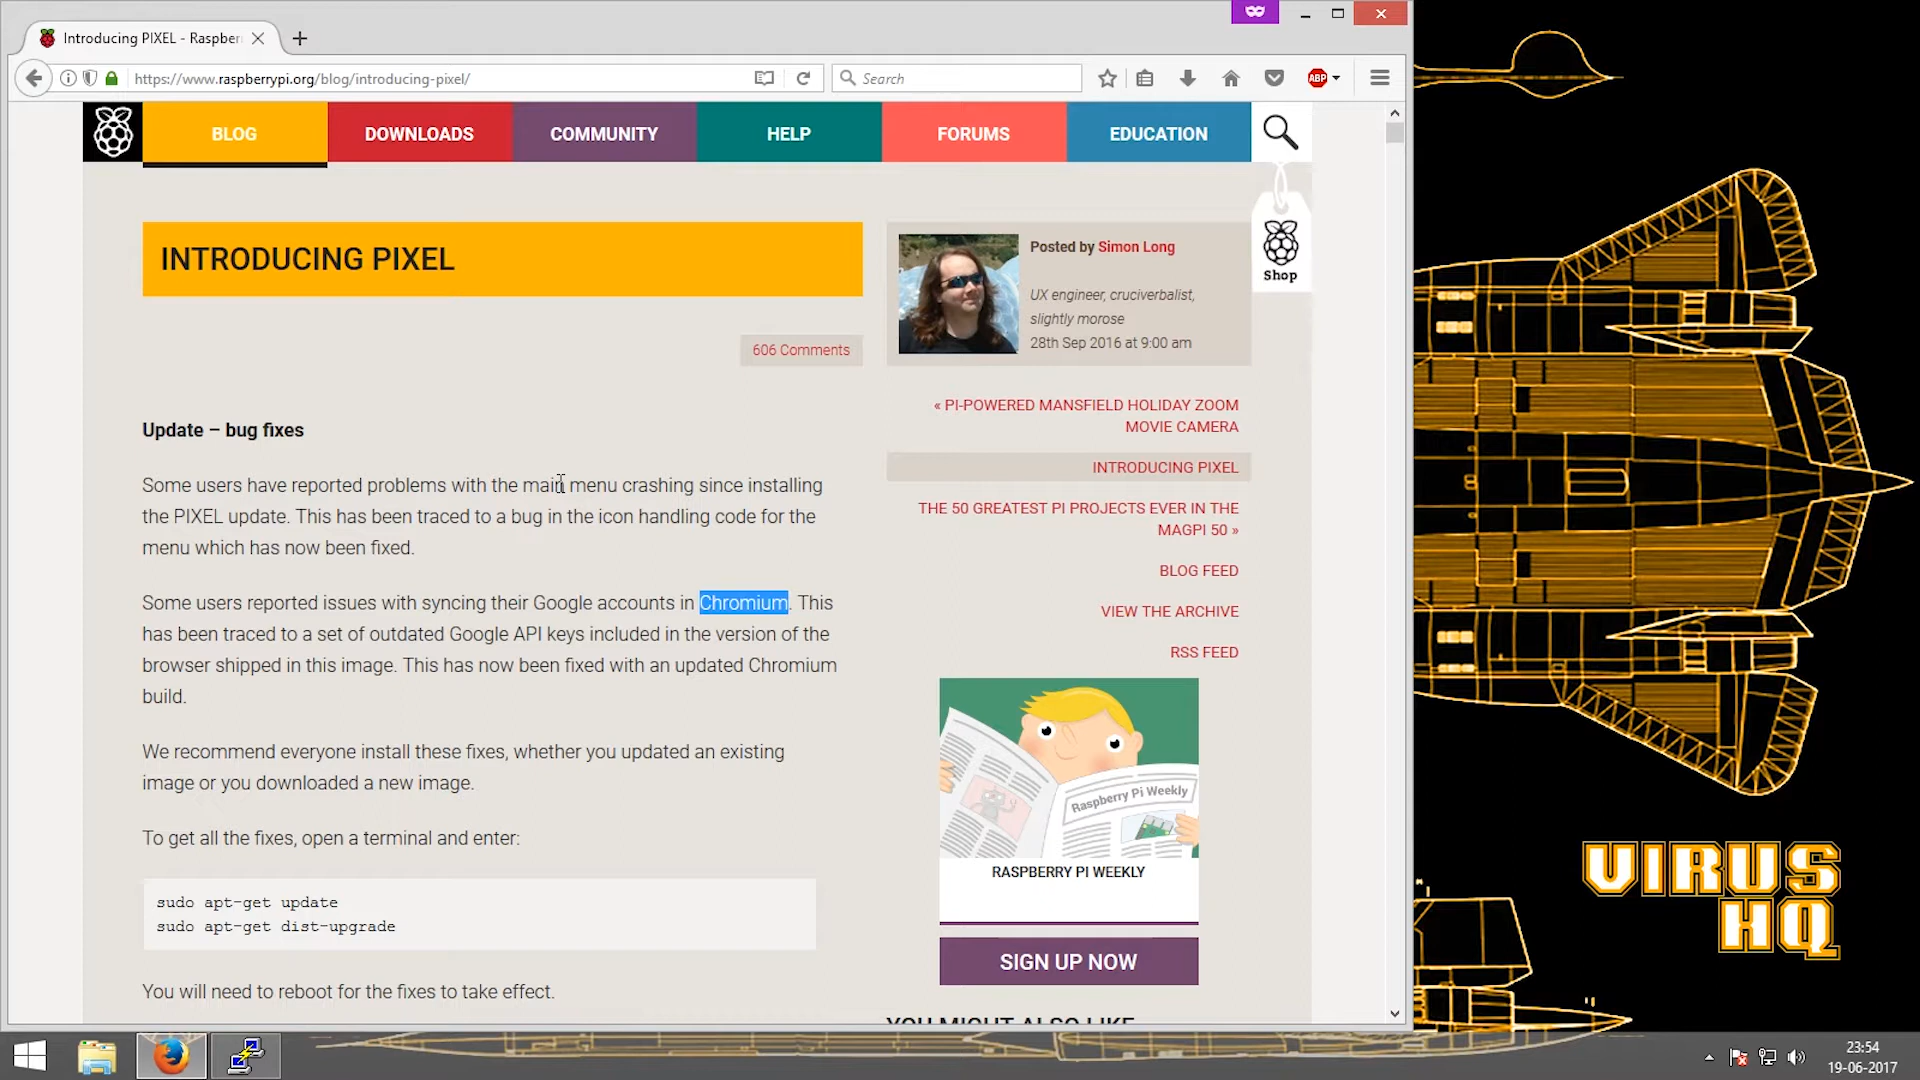 Introducing PIXEL - Raspber
https://www.raspberrypi.org/blog/introducing-pixel/
Search
ABP
BLOG
DOWNLOADS
COMMUNITY
HELP
FORUMS
EDUCATION
Shop
INTRODUCING PIXEL
606 Comments
Posted by Simon Long
UX engineer, cruciverbalist,
slightly morose
28th Sep 2016 at 9:00 am
« PI-POWERED MANSFIELD HOLIDAY ZOOM
MOVIE CAMERA
INTRODUCING PIXEL
THE 50 GREATEST PI PROJECTS EVER IN THE
MAGPI 50 »
BLOG FEED
VIEW THE ARCHIVE
RSS FEED
Update – bug fixes
Some users have reported problems with the main menu crashing since installing
the PIXEL update. This has been traced to a bug in the icon handling code for the
menu which has now been fixed.
Some users reported issues with syncing their Google accounts in Chromium. This
has been traced to a set of outdated Google API keys included in the version of the
browser shipped in this image. This has now been fixed with an updated Chromium
build.
We recommend everyone install these fixes, whether you updated an existing
image or you downloaded a new image.
To get all the fixes, open a terminal and enter:
sudo apt-get update
sudo apt-get dist-upgrade
You will need to reboot for the fixes to take effect.
Raspberry Pi Weekly
RASPBERRY PI WEEKLY
SIGN UP NOW
YOU MIGHT ALSO LIKE
VIRUS
HQ
23:54
19-06-2017